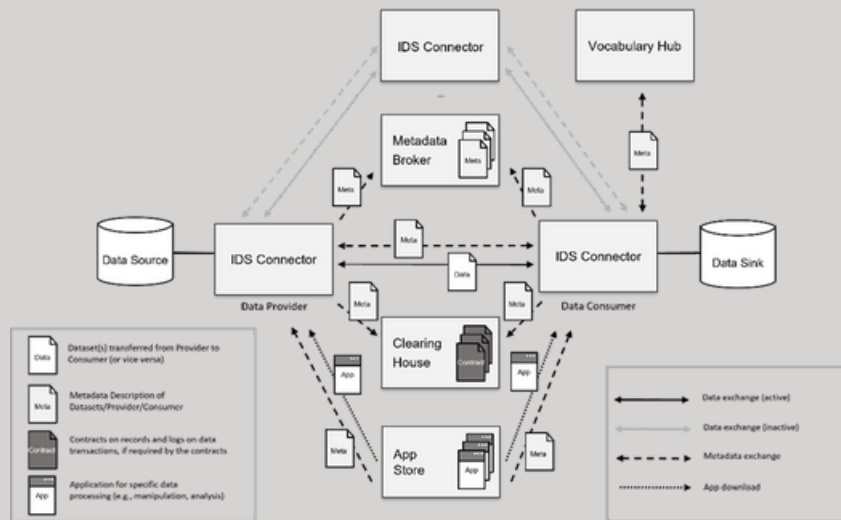 IDS Connector
Vocabulary Hub
...
Metadata
Broker
Meta
Meta
Meta
Meta
Data Source
IDS Connector
Meta
Data
IDS Connector
Data Sink
Data Provider
Data Consumer
Meta
Meta
Clearing
House
Contract
App
App
App
Store
App
Meta
Meta
Data
Dataset(s) transferred from Provider to
Consumer (or vice versa)
Meta
Metadata Description of
Datasets/Provider/Consumer
Contract
Contracts on records and logs on data
transactions, if required by the contracts
App
Application for specific data
processing (e.g., manipulation, analysis)
Data exchange (active)
Data exchange (inactive)
Metadata exchange
App download